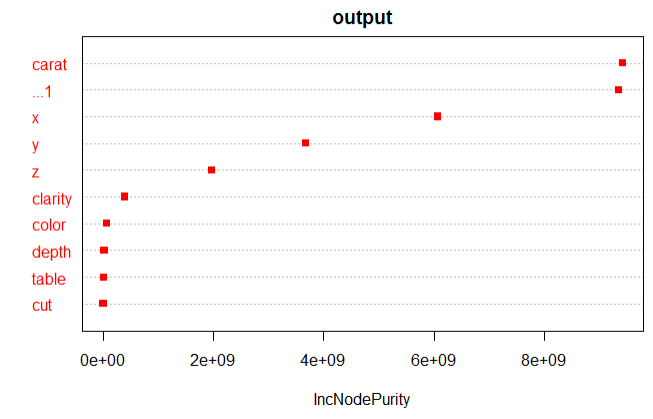 output
carat
...1
x
y
z
clarity
color
depth
table
cut
0e+00 2e+09 4e+09 6e+09 8e+09
IncNodePurity